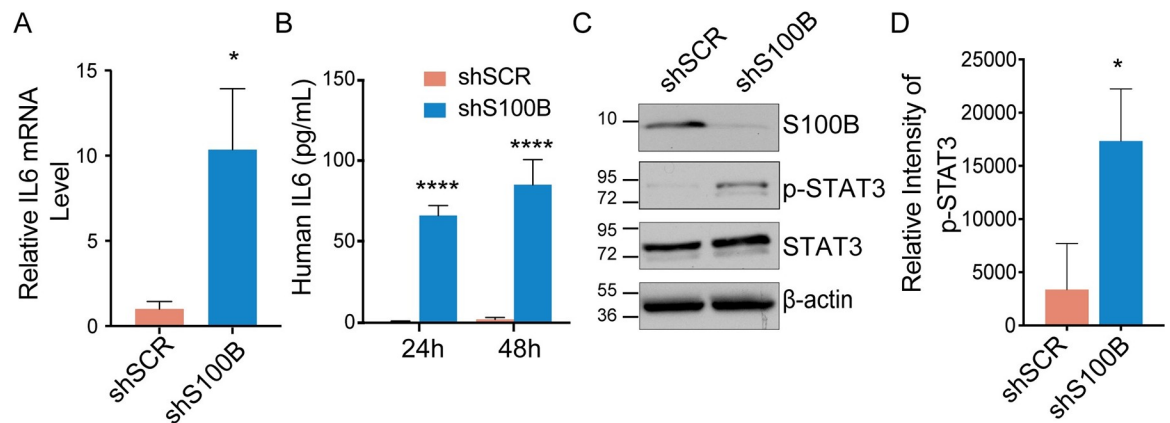 A
Relative IL6 mRNA
Level
15
10
5
0
*
shSCR
shS100B
B
Human IL6 (pg/mL)
150
100
50
0
shSCR
shS100B
****
****
24h
48h
C
shSCR
shS100B
10
S100B
95
72
p-STAT3
95
72
STAT3
55
36
β-actin
D
Relative Intensity of
p-STAT3
25000
20000
15000
10000
5000
0
*
shSCR
shS100B